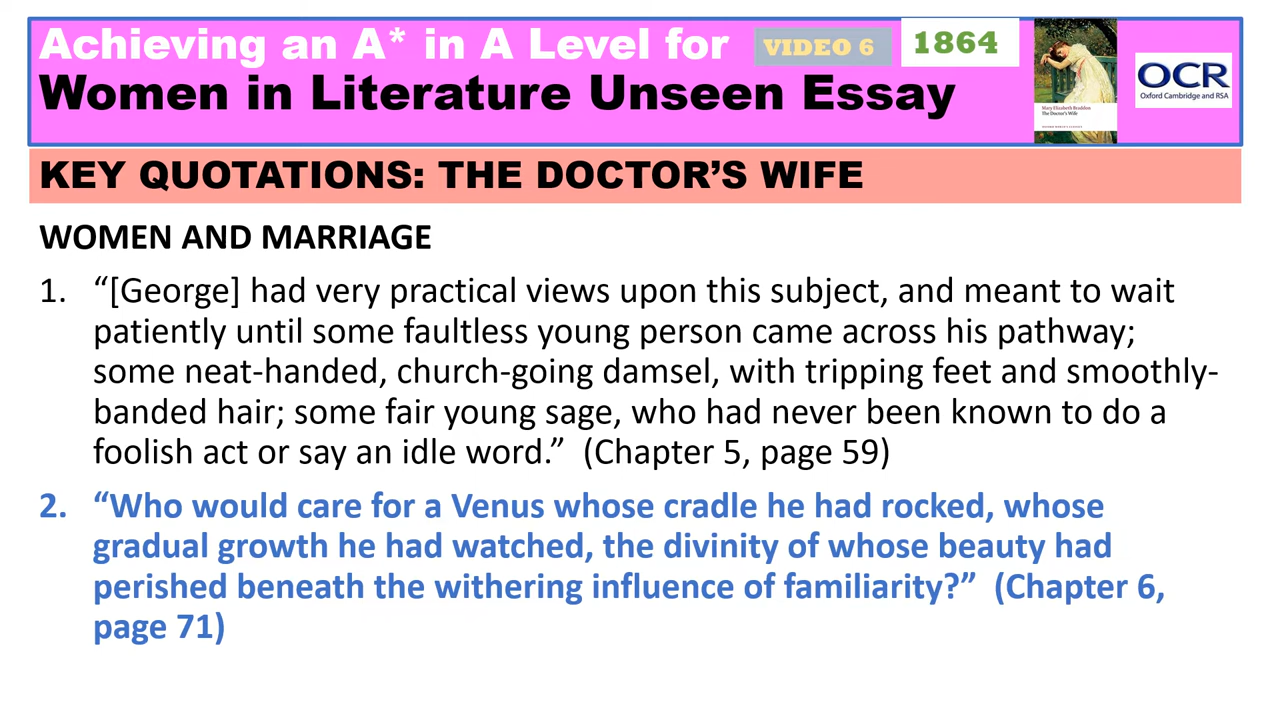 Achieving an A* in A Level for
VIDEO 6
1864
Women in Literature Unseen Essay
Mary Elizabeth Braddon
The Doctor's Wife
OCR
Oxford Cambridge and RSA
KEY QUOTATIONS: THE DOCTOR’S WIFE
WOMEN AND MARRIAGE
1. “[George] had very practical views upon this subject, and meant to wait
patiently until some faultless young person came across his pathway;
some neat-handed, church-going damsel, with tripping feet and smoothly-
banded hair; some fair young sage, who had never been known to do a
foolish act or say an idle word.” (Chapter 5, page 59)
2. “Who would care for a Venus whose cradle he had rocked, whose
gradual growth he had watched, the divinity of whose beauty had
perished beneath the withering influence of familiarity?” (Chapter 6,
page 71)